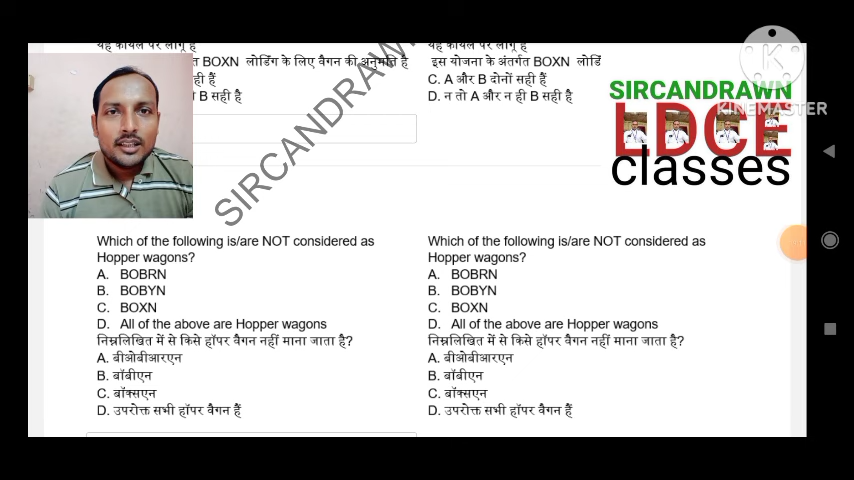 यह कोयले पर लागू है
यह कोयले पर लागू है
BOXN लोडिंग के लिए वैगन की अनुमति है
इस योजना के अंतर्गत BOXN लोडिं
ही हैं
C. A और B दोनों सही हैं
B सही है
D. न तो A और न ही B सही है
SIRCANDRAWN
LDCE
classes
KINEMASTER
SIRCANDRAWN
Which of the following is/are NOT considered as
Hopper wagons?
A. BOBRN
B. BOBYN
C. BOXN
D. All of the above are Hopper wagons
निम्नलिखित में से किसे हॉपर वैगन नहीं माना जाता है?
A. बीओबीआरएन
B. बॉबीएन
C. बॉक्सएन
D. उपरोक्त सभी हॉपर वैगन हैं
Which of the following is/are NOT considered as
Hopper wagons?
A. BOBRN
B. BOBYN
C. BOXN
D. All of the above are Hopper wagons
निम्नलिखित में से किसे हॉपर वैगन नहीं माना जाता है?
A. बीओबीआरएन
B. बॉबीएन
C. बॉक्सएन
D. उपरोक्त सभी हॉपर वैगन हैं